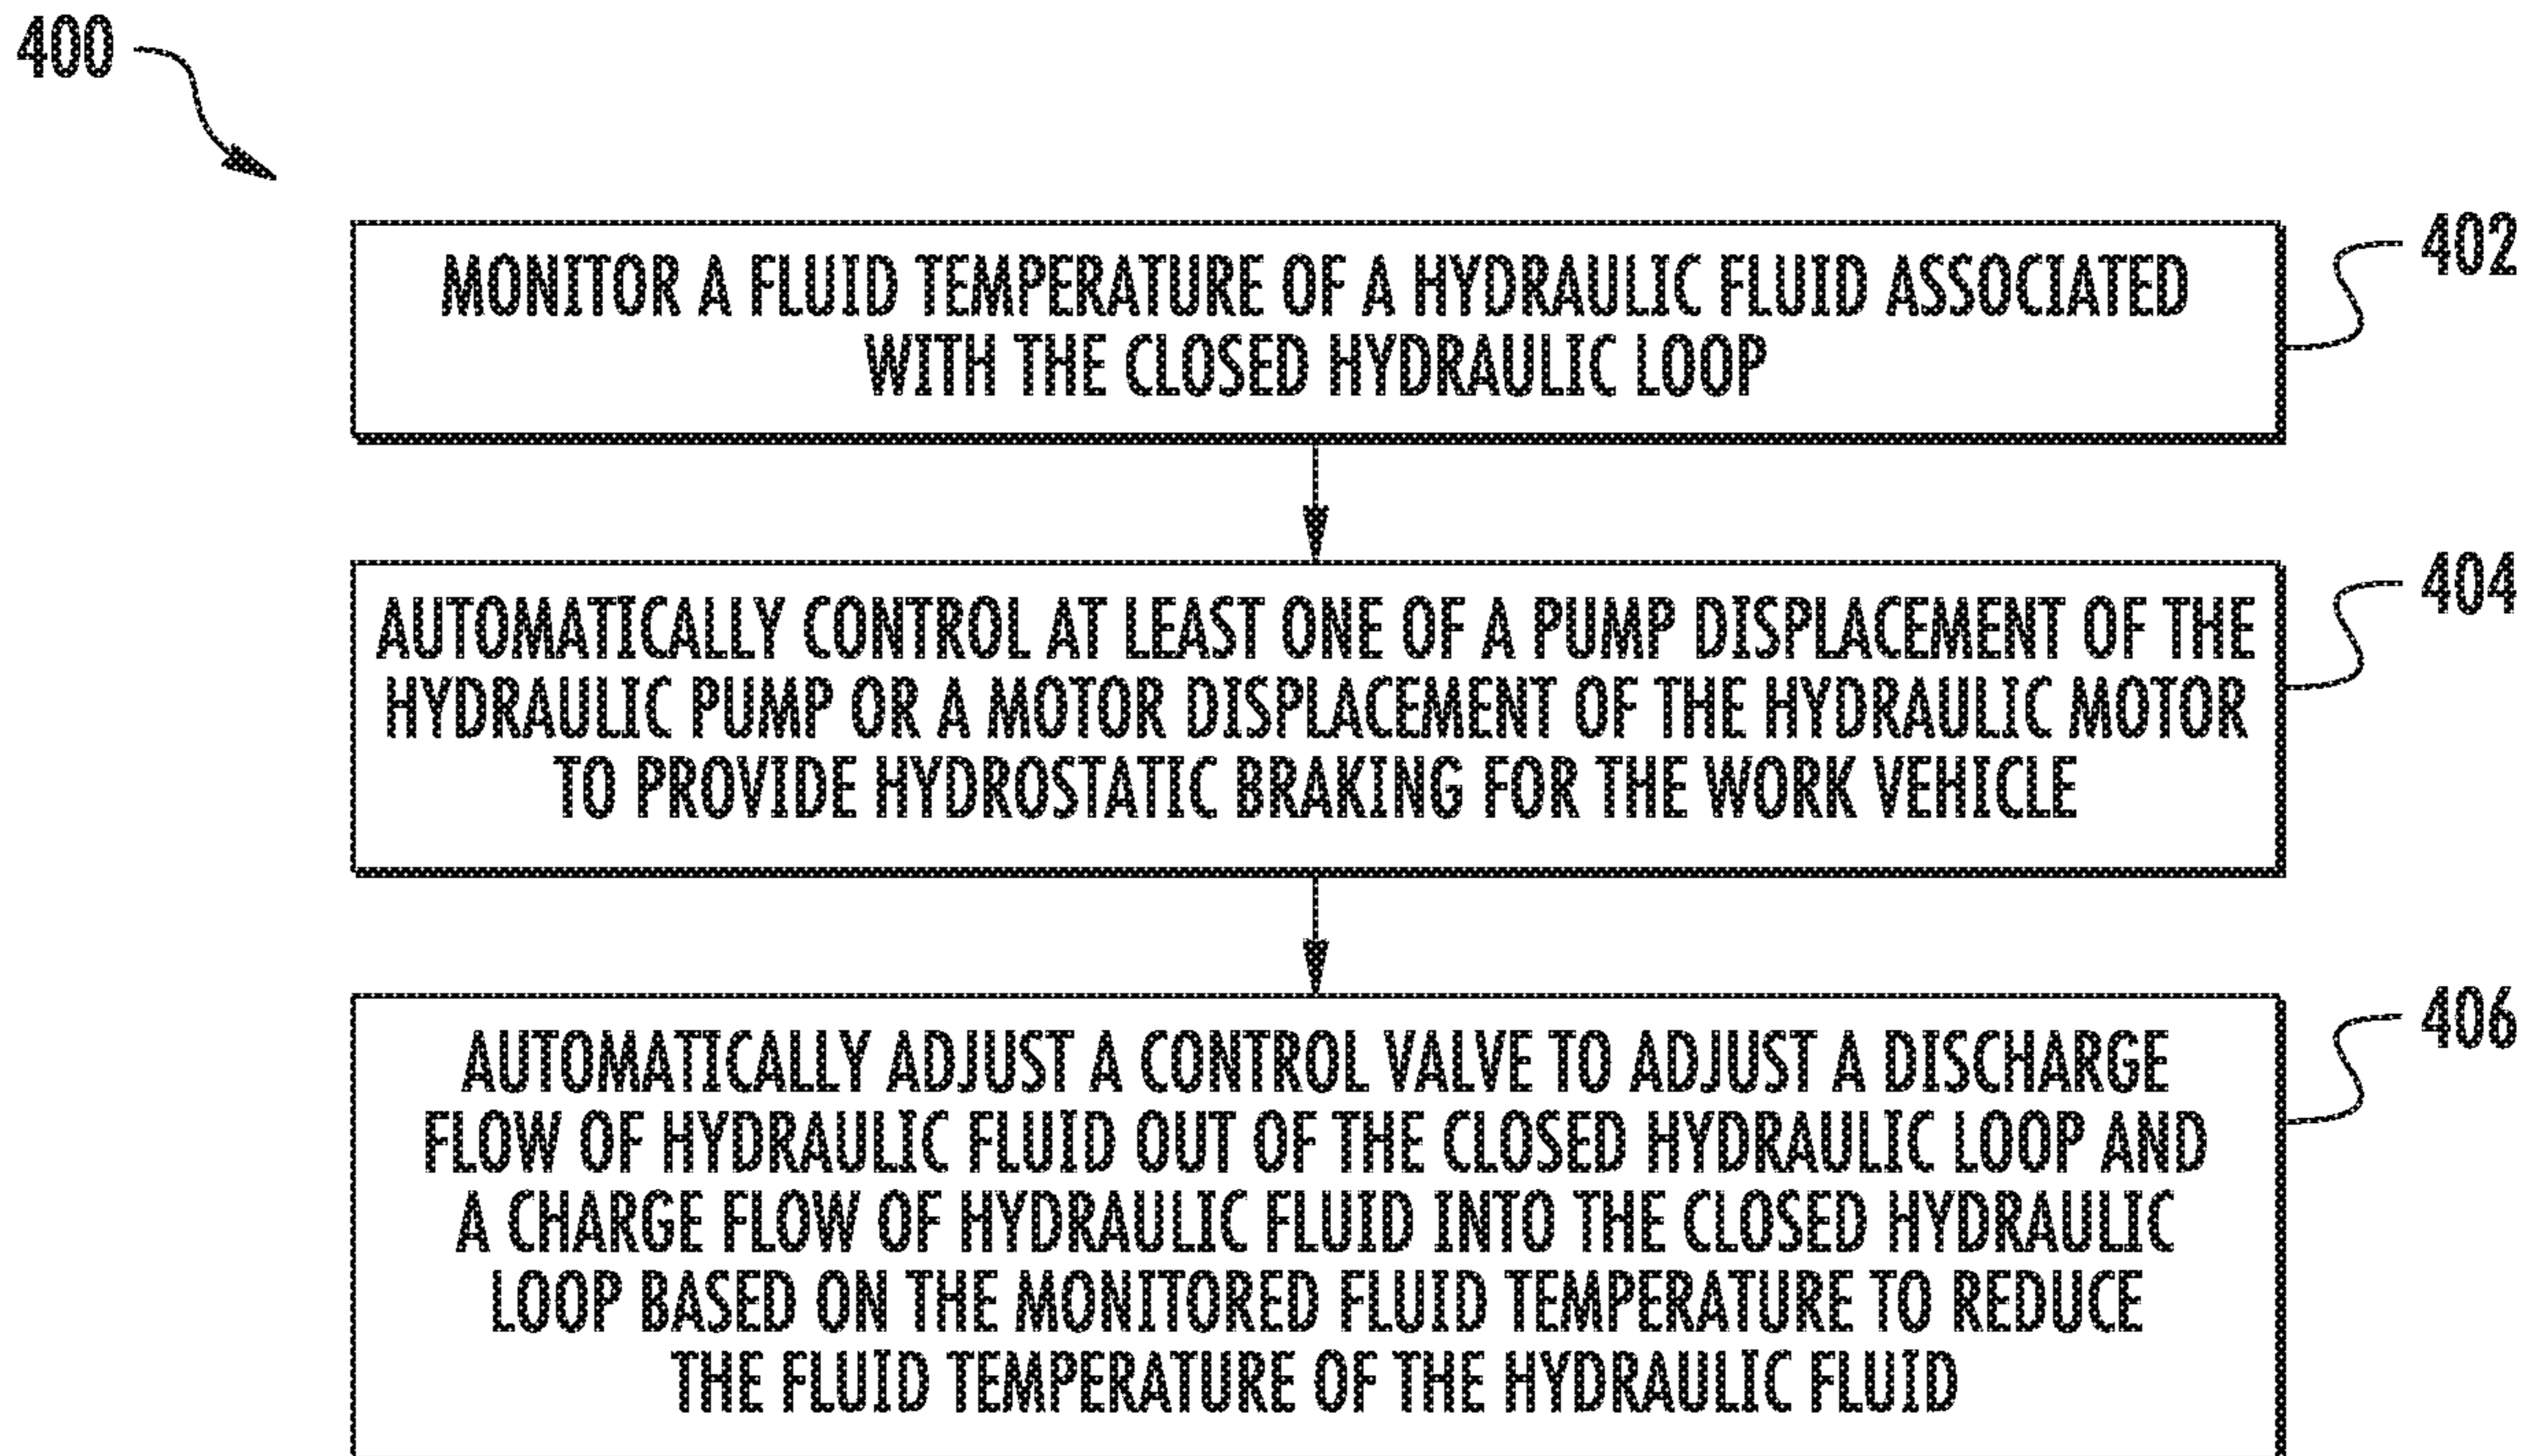 400
MONITOR A FLUID TEMPERATURE OF A HYDRAULIC FLUID ASSOCIATED
WITH THE CLOSED HYDRAULIC LOOP
402
AUTOMATICALLY CONTROL AT LEAST ONE OF A PUMP DISPLACEMENT OF THE
HYDRAULIC PUMP OR A MOTOR DISPLACEMENT OF THE HYDRAULIC MOTOR
TO PROVIDE HYDROSTATIC BRAKING FOR THE WORK VEHICLE
404
AUTOMATICALLY ADJUST A CONTROL VALVE TO ADJUST A DISCHARGE
FLOW OF HYDRAULIC FLUID OUT OF THE CLOSED HYDRAULIC LOOP AND
A CHARGE FLOW OF HYDRAULIC FLUID INTO THE CLOSED HYDRAULIC
LOOP BASED ON THE MONITORED FLUID TEMPERATURE TO REDUCE
THE FLUID TEMPERATURE OF THE HYDRAULIC FLUID
406